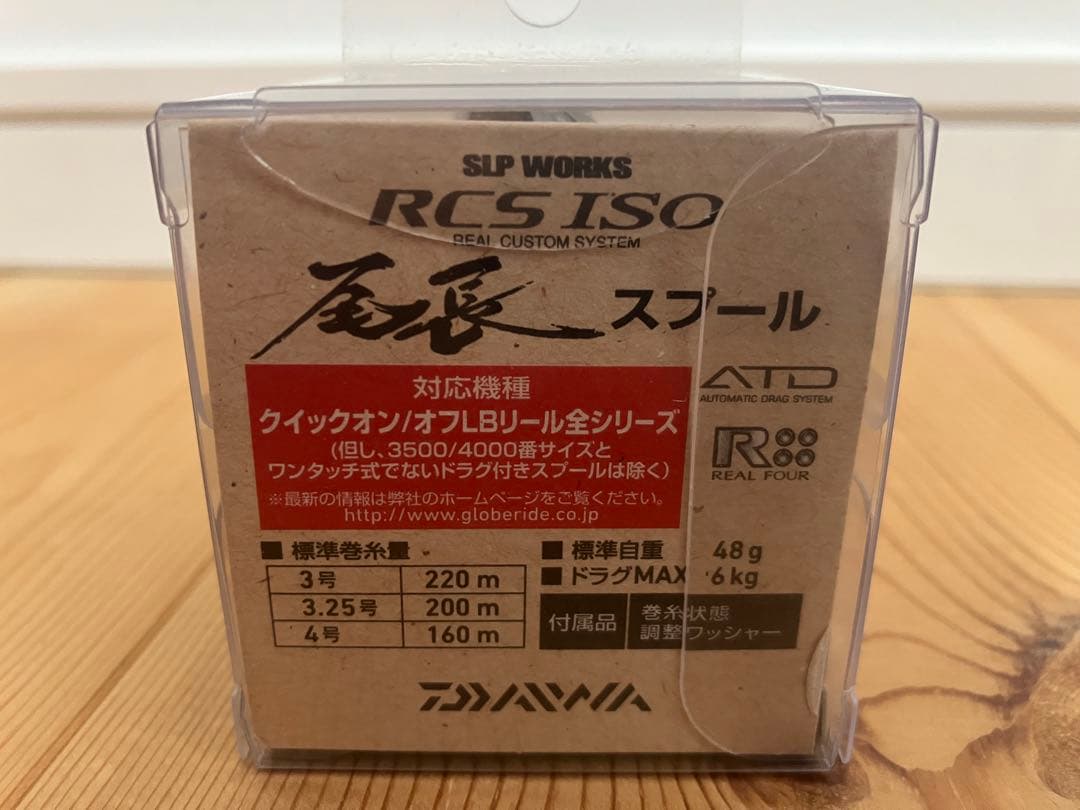 SLP WORKS
RCS ISO
REAL CUSTOM SYSTEM
尾長 スプール
対応機種
クイックオン/オフLBリール全シリーズ
(但し、3500/4000番サイズと
ワンタッチ式でないドラグ付きスプールは除く)
※最新の情報は弊社のホームページをご覧ください。
http://www.globeride.co.jp
ATD
AUTOMATIC DRAG SYSTEM
R
REAL FOUR
■ 標準巻糸量
3号 220 m
3.25号 200 m
4号 160 m
■ 標準自重 48g
■ ドラグMAX 6kg
付属品 巻糸状態
調整ワッシャー
DAIWA